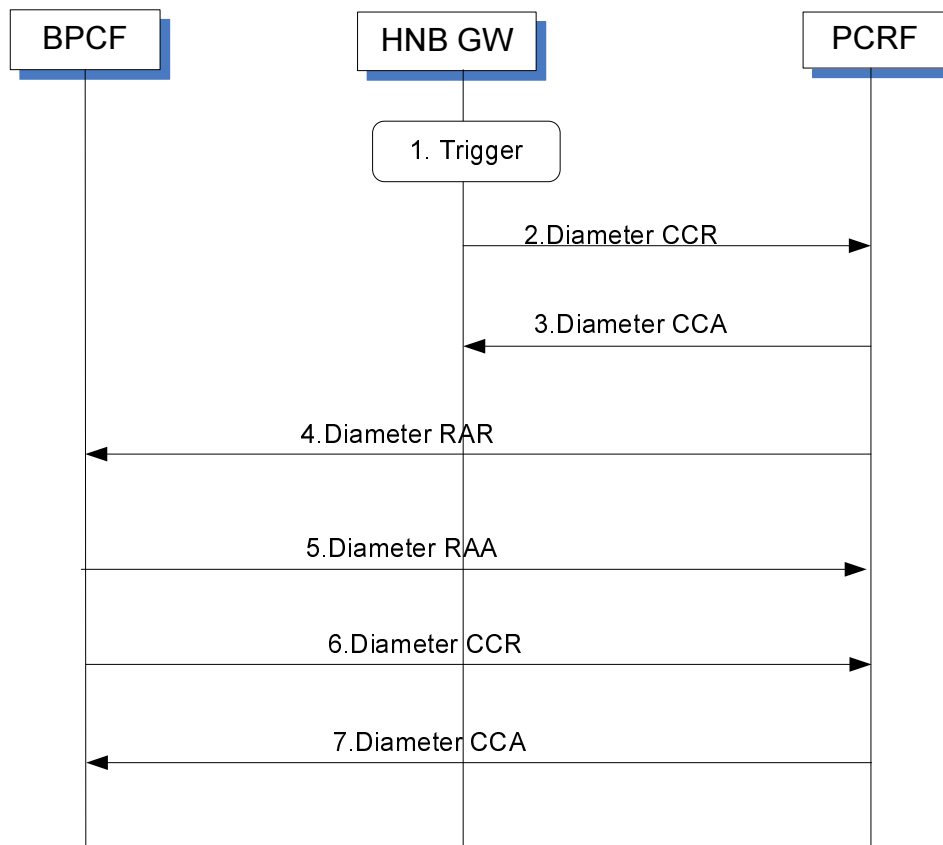 BPCF
HNB GW
PCRF
1. Trigger
2.Diameter CCR
3.Diameter CCA
4.Diameter RAR
5.Diameter RAA
6.Diameter CCR
7.Diameter CCA